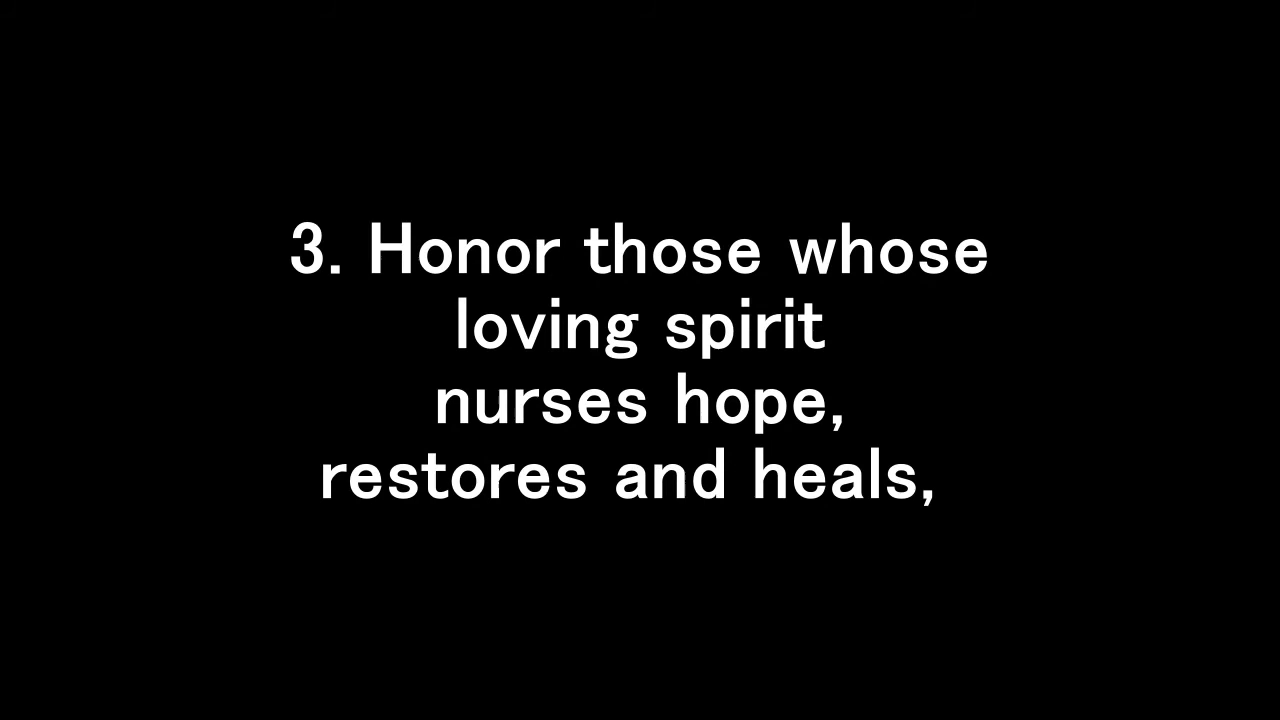 3. Honor those whose
loving spirit
nurses hope,
restores and heals,